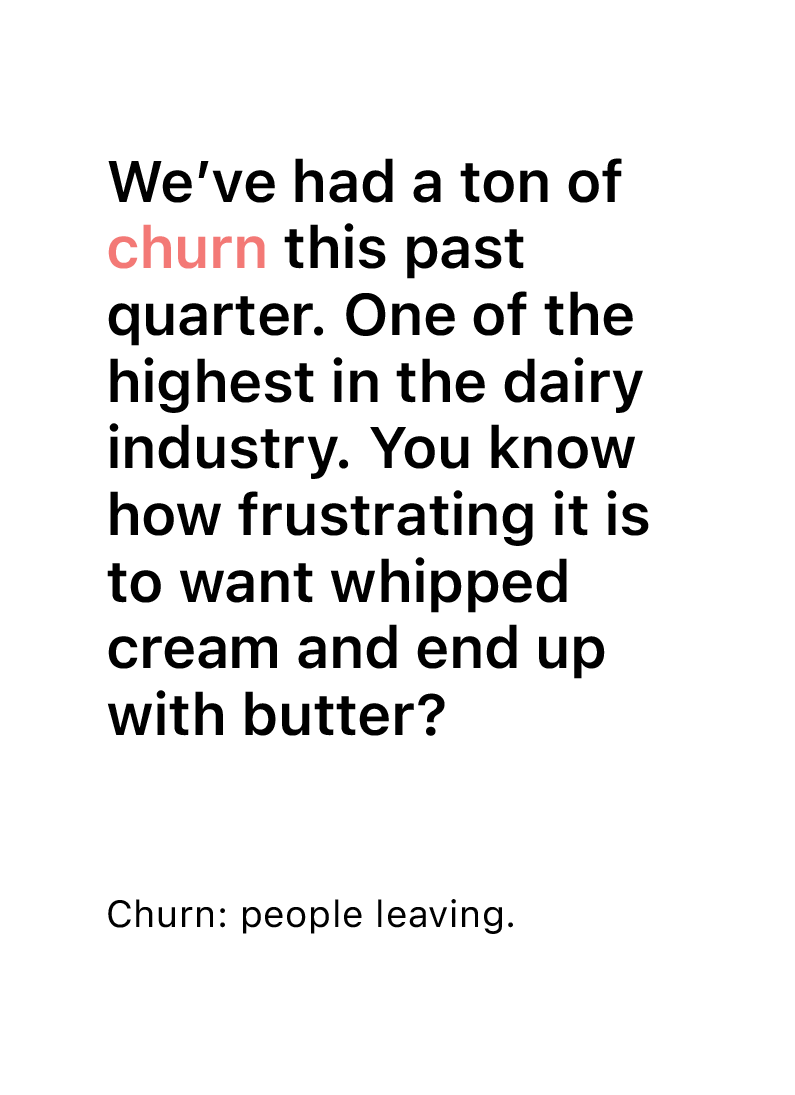 We’ve had a ton of
churn this past
quarter. One of the
highest in the dairy
industry. You know
how frustrating it is
to want whipped
cream and end up
with butter?
Churn: people leaving.